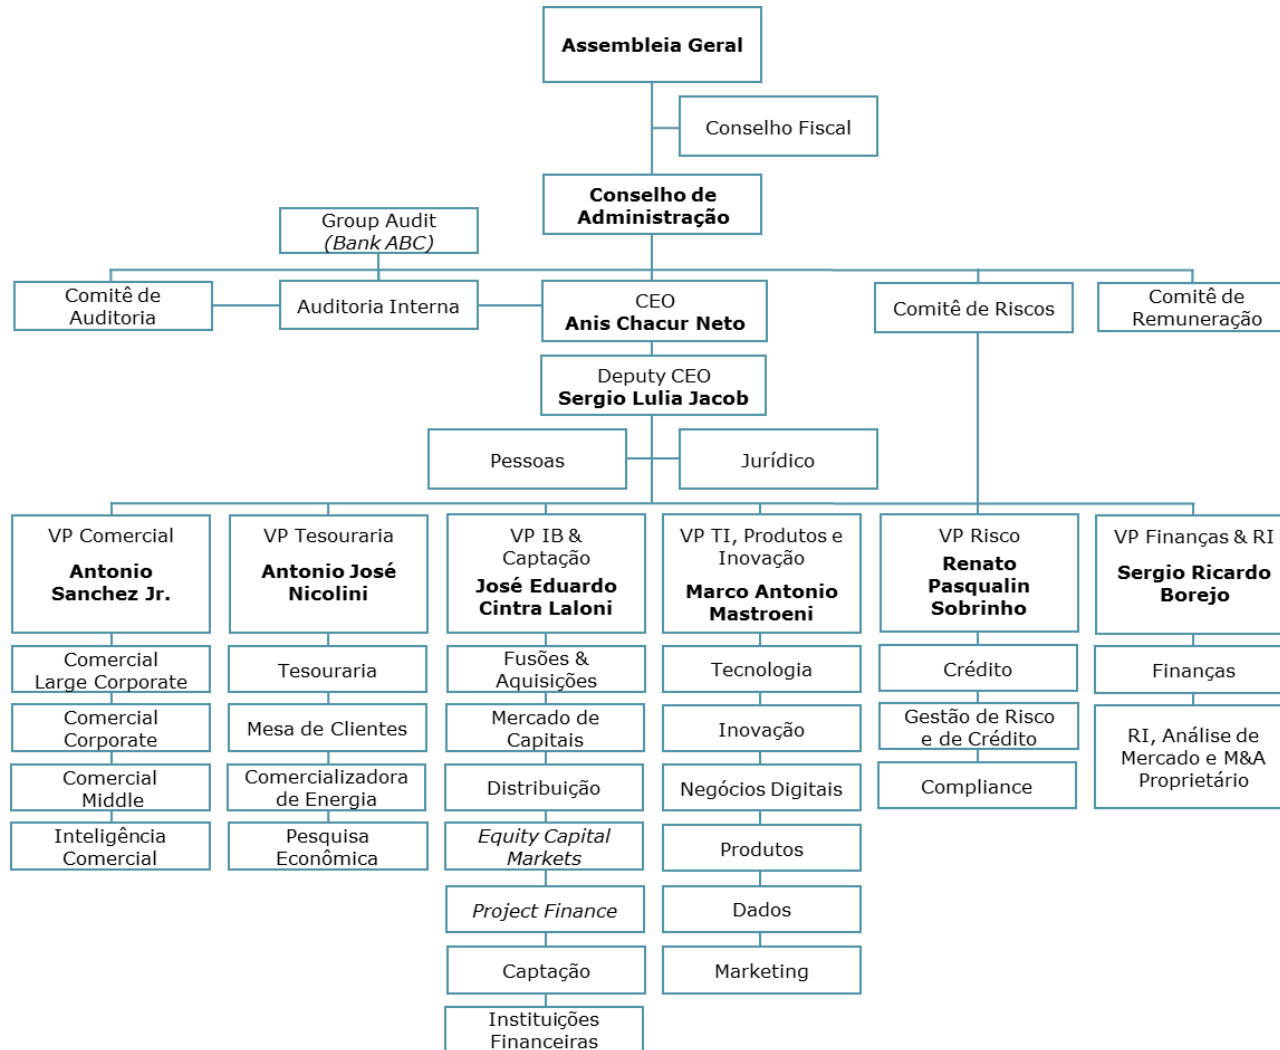 Assembleia Geral
Conselho Fiscal
Conselho de
Administração
Group Audit
(Bank ABC)
Comitê de
Auditoria
Auditoria Interna
CEO
Anis Chacur Neto
Comitê de Riscos
Comitê de
Remuneração
Deputy CEO
Sergio Lulia Jacob
Pessoas
Jurídico
VP Comercial
Antonio
Sanchez Jr.
Comercial
Large Corporate
Comercial
Corporate
Comercial
Middle
Inteligência
Comercial
VP Tesouraria
Antonio José
Nicolini
Tesouraria
Mesa de Clientes
Comercializadora
de Energia
Pesquisa
Econômica
VP IB &
Captação
José Eduardo
Cintra Laloni
Fusões &
Aquisições
Mercado de
Capitais
Distribuição
Equity Capital
Markets
Project Finance
Captação
Instituições
Financeiras
VP TI, Produtos e
Inovação
Marco Antonio
Mastroeni
Tecnologia
Inovação
Negócios Digitais
Produtos
Dados
Marketing
VP Risco
Renato
Pasqualin
Sobrinho
Crédito
Gestão de Risco
e de Crédito
Compliance
VP Finanças & RI
Sergio Ricardo
Borejo
Finanças
RI, Análise de
Mercado e M&A
Proprietário